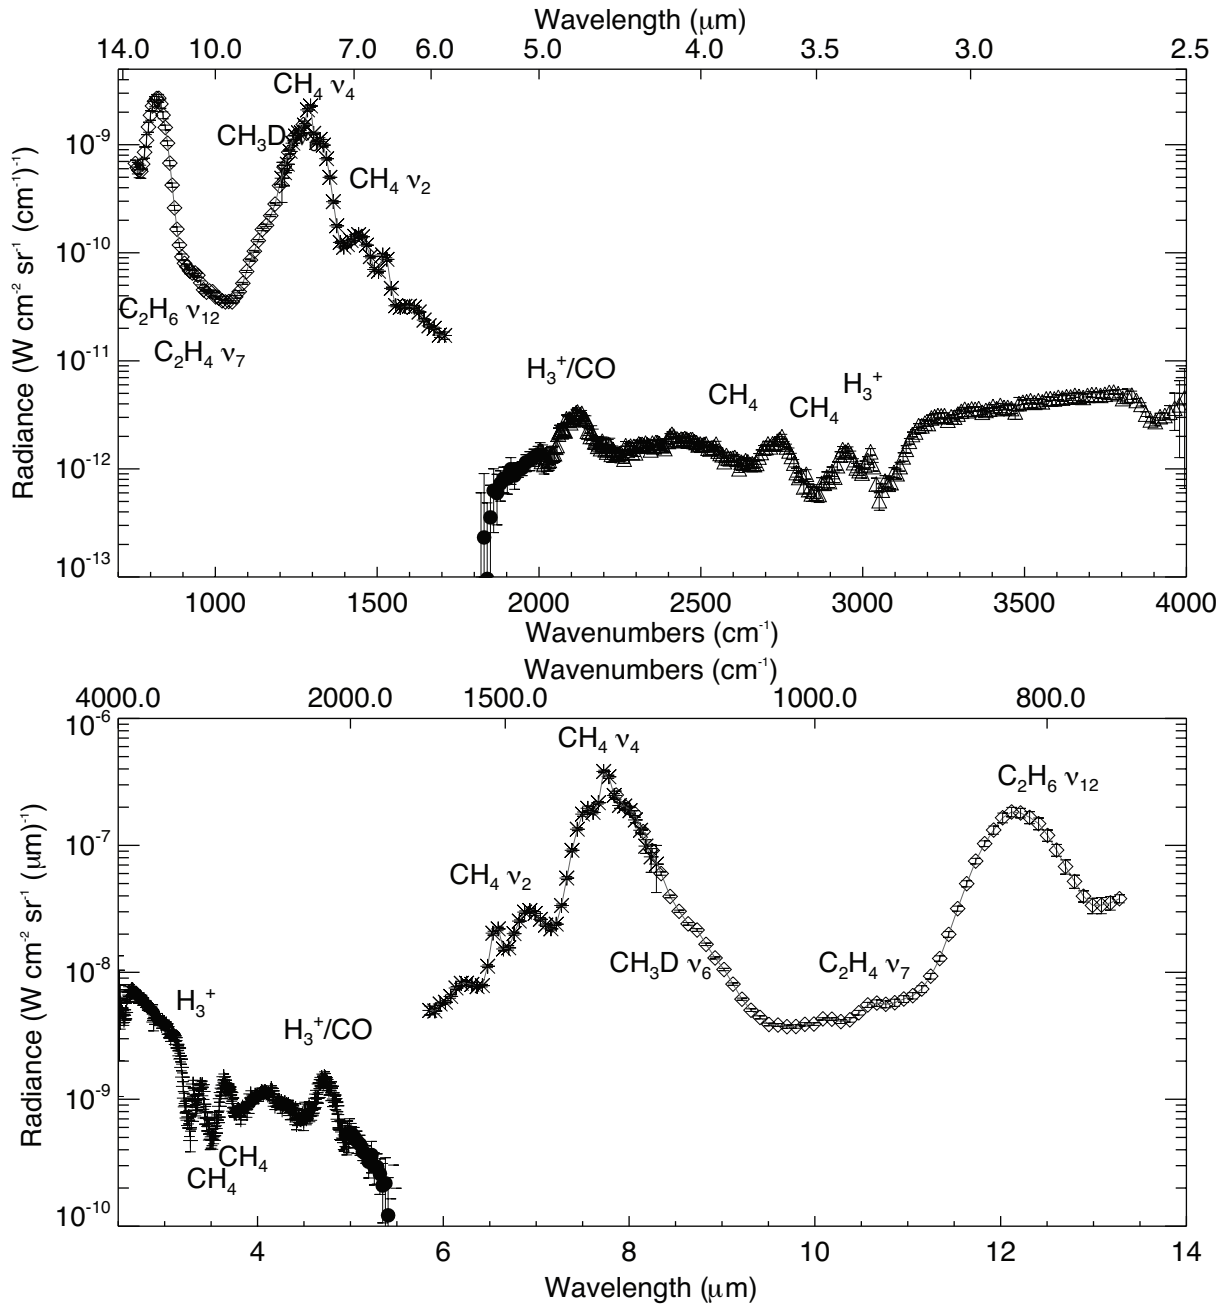 Wavelength (μm)
14.0 10.0 7.0 6.0 5.0 4.0 3.5 3.0 2.5
CH₄ ν₄
CH₃D
CH₄ ν₂
C₂H₆ ν₁₂
C₂H₄ ν₇
H₃⁺/CO
CH₄
CH₄
H₃⁺
10⁻⁹
10⁻¹⁰
10⁻¹¹
10⁻¹²
10⁻¹³
Radiance (W cm⁻² sr⁻¹ (cm⁻¹)⁻¹)
1000 1500 2000 2500 3000 3500 4000
Wavenumbers (cm⁻¹)
Wavenumbers (cm⁻¹)
4000.0 2000.0 1500.0 1000.0 800.0
10⁻⁶
10⁻⁷
10⁻⁸
10⁻⁹
10⁻¹⁰
Radiance (W cm⁻² sr⁻¹ (μm)⁻¹)
CH₄ ν₄
C₂H₆ ν₁₂
CH₄ ν₂
CH₃D ν₆
C₂H₄ ν₇
H₃⁺
H₃⁺/CO
CH₄
CH₄
4 6 8 10 12 14
Wavelength (μm)